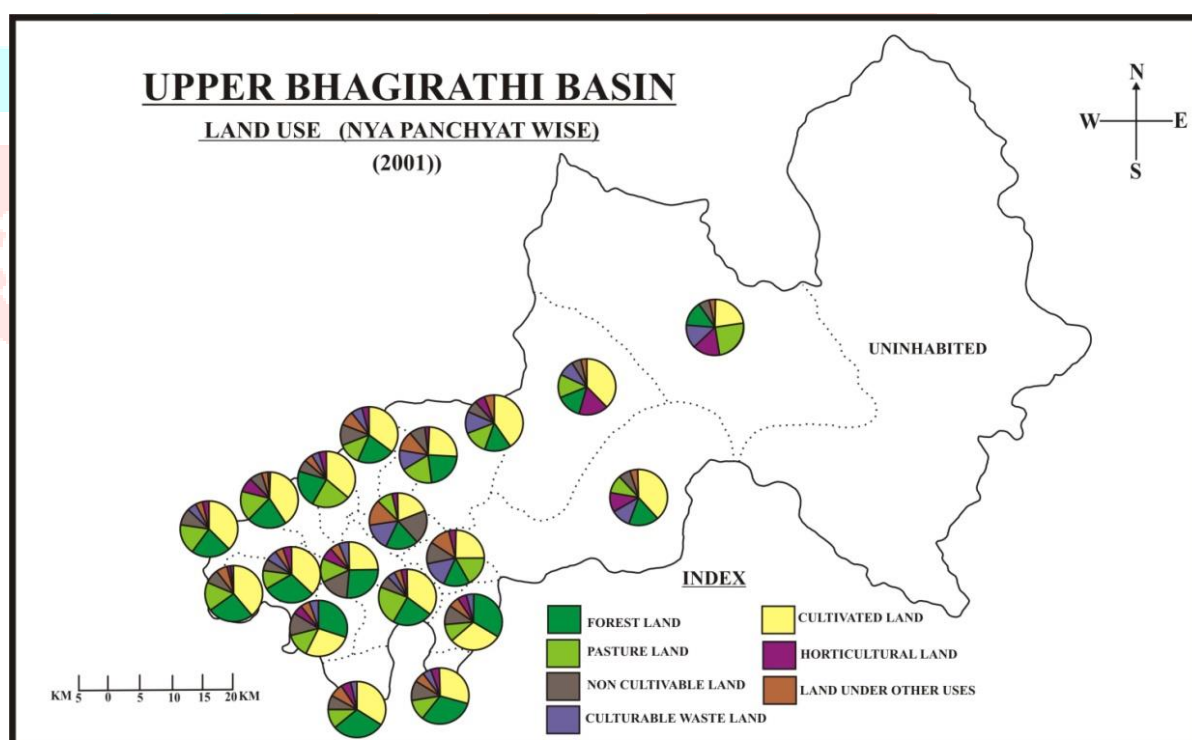 UPPER BHAGIRATHI BASIN
LAND USE (NYA PANCHYAT WISE)
(2001))
N
W E
S
UNINHABITED
INDEX
FOREST LAND
CULTIVATED LAND
PASTURE LAND
HORTICULTURAL LAND
NON CULTIVABLE LAND
LAND UNDER OTHER USES
CULTURABLE WASTE LAND
KM 5 0 5 10 15 20 KM